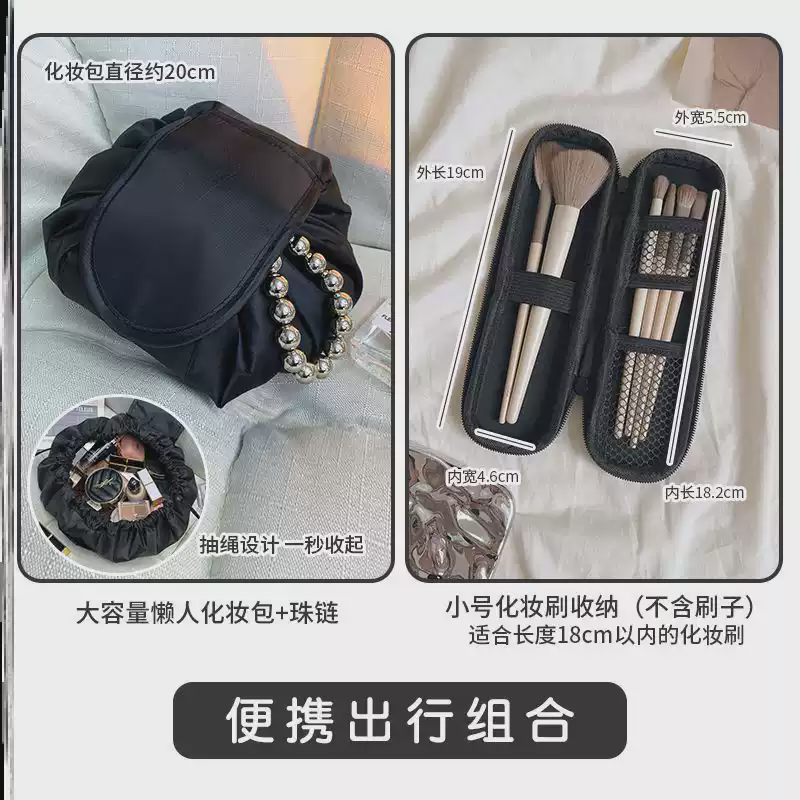 化妆包直径约20cm
抽绳设计 一秒收起
大容量懒人化妆包+珠链
外宽5.5cm
外长19cm
内宽4.6cm
内长18.2cm
小号化妆刷收纳（不含刷子）
适合长度18cm以内的化妆刷
便携出行组合